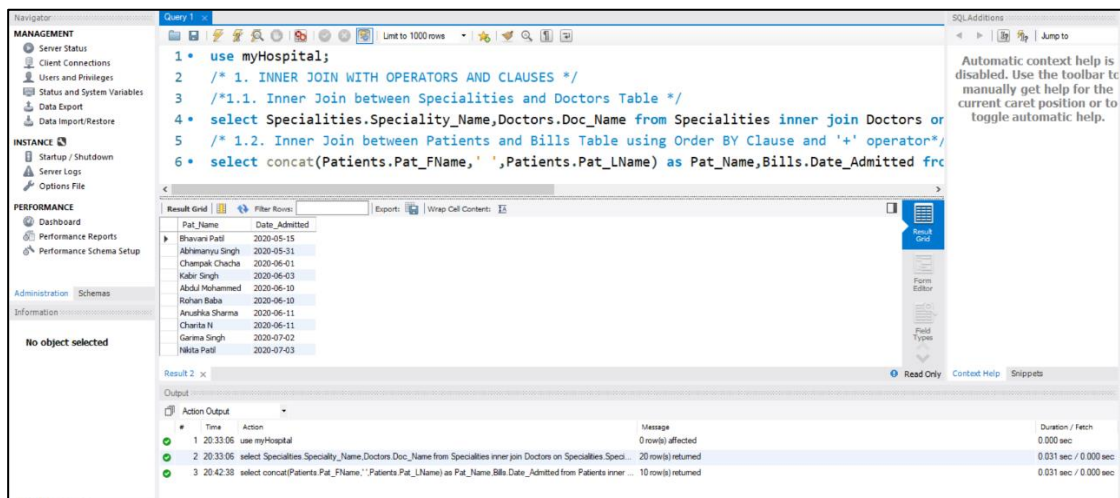 Navigator
MANAGEMENT
Server Status
Client Connections
Users and Privileges
Status and System Variables
Data Export
Data Import/Restore
INSTANCE
Startup / Shutdown
Server Logs
Options File
PERFORMANCE
Dashboard
Performance Reports
Performance Schema Setup
Administration Schemas
Information
No object selected
Query 1
Limit to 1000 rows
1 use myHospital;
2 /* 1. INNER JOIN WITH OPERATORS AND CLAUSES */
3 /*1.1. Inner Join between Specialities and Doctors Table */
4 select Specialities.Speciality_Name,Doctors.Doc_Name from Specialities inner join Doctors on
5 /* 1.2. Inner Join between Patients and Bills Table using Order BY Clause and '+' operator*/
6 select concat(Patients.Pat_FName,' ',Patients.Pat_LName) as Pat_Name,Bills.Date_Admitted fro
Result Grid Filter Rows: Export: Wrap Cell Content:
Pat_Name Date_Admitted
Bhavani Patil 2020-05-15
Abhimanyu Singh 2020-05-31
Champak Chacha 2020-06-01
Kabir Singh 2020-06-03
Abdul Mohammed 2020-06-10
Rohan Baba 2020-06-10
Anushka Sharma 2020-06-11
Charita N 2020-06-11
Garima Singh 2020-07-02
Nikita Patil 2020-07-03
Result Grid
Form Editor
Field Types
Result 2
Read Only
Output
Action Output
# Time Action Message Duration / Fetch
1 20:33:06 use myHospital 0 row(s) affected 0.000 sec
2 20:33:06 select Specialities.Speciality_Name,Doctors.Doc_Name from Specialities inner join Doctors on Specialities.Speci... 20 row(s) returned 0.031 sec / 0.000 sec
3 20:42:38 select concat(Patients.Pat_FName,' ',Patients.Pat_LName) as Pat_Name,Bills.Date_Admitted from Patients inner ... 10 row(s) returned 0.031 sec / 0.000 sec
SQLAdditions
Jump to
Automatic context help is
disabled. Use the toolbar to
manually get help for the
current caret position or to
toggle automatic help.
Context Help Snippets